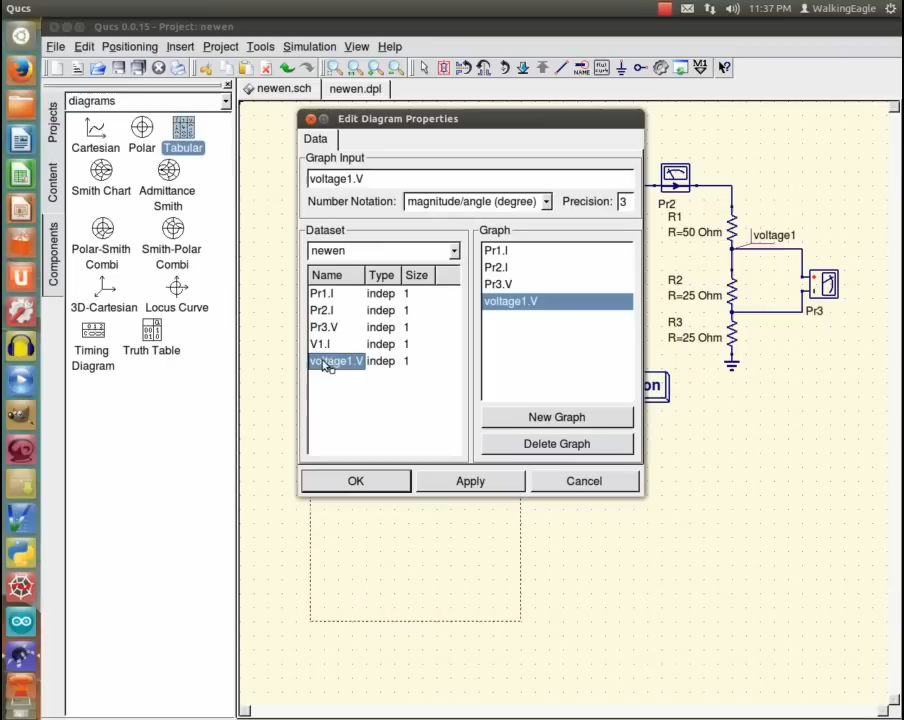 Qucs
11:37 PM
WalkingEagle
Qucs 0.0.15 - Project: newen
File Edit Positioning Insert Project Tools Simulation View Help
NAME
diagrams
newen.sch
newen.dpl
Projects
Content
Components
Cartesian
Polar
Tabular
Smith Chart
Admittance
Smith
Polar-Smith
Combi
Smith-Polar
Combi
3D-Cartesian
Locus Curve
Timing
Diagram
Truth Table
Edit Diagram Properties
Data
Graph Input
voltage1.V
Number Notation: magnitude/angle (degree) Precision: 3
Dataset
newen
Name Type Size
Pr1.I indep 1
Pr2.I indep 1
Pr3.V indep 1
V1.I indep 1
voltage1.V indep 1
Graph
Pr1.I
Pr2.I
Pr3.V
voltage1.V
New Graph
Delete Graph
OK
Apply
Cancel
Pr2
R1
R=50 Ohm
voltage1
R2
R=25 Ohm
Pr3
R3
R=25 Ohm
on